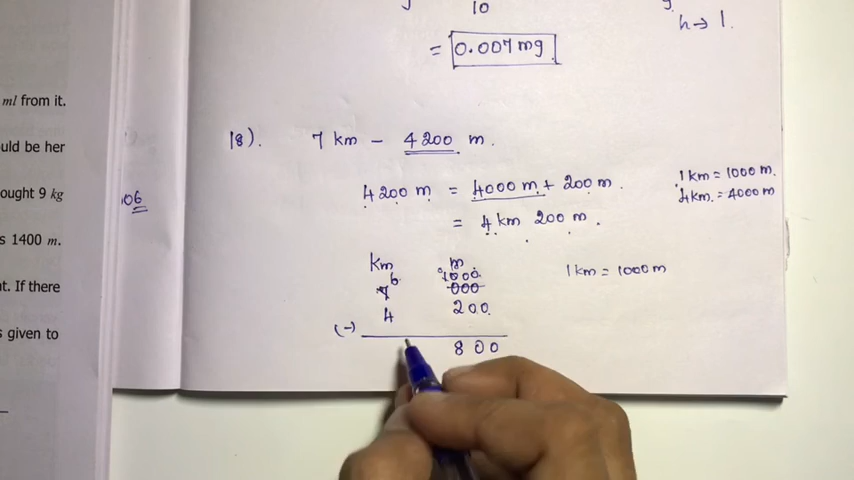 10
h → 1.
= 0.007 mg
ml from it.
uld be her
ought 9 kg
s 1400 m.
t. If there
s given to
06
18). 7 km - 4200 m.
4200 m = 4000 m + 200 m.
= 4 km 200 m.
1 km = 1000 m.
4 km. = 4000 m
km m
6 1000
7 000
4 200
(-)
800
1 km = 1000 m